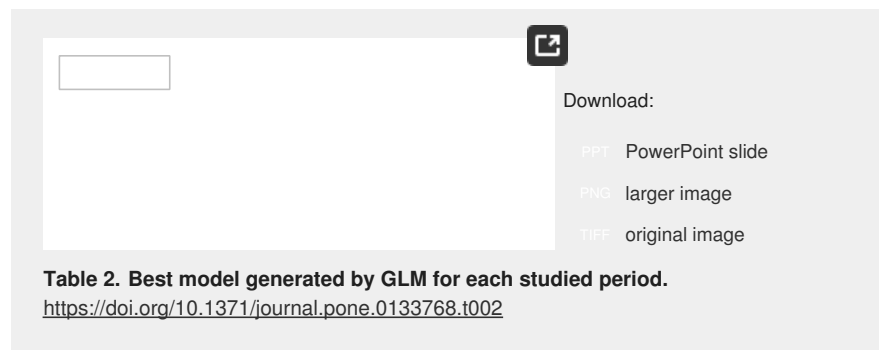 Download:
PPT PowerPoint slide
PNG larger image
TIFF original image
Table 2. Best model generated by GLM for each studied period.
https://doi.org/10.1371/journal.pone.0133768.t002